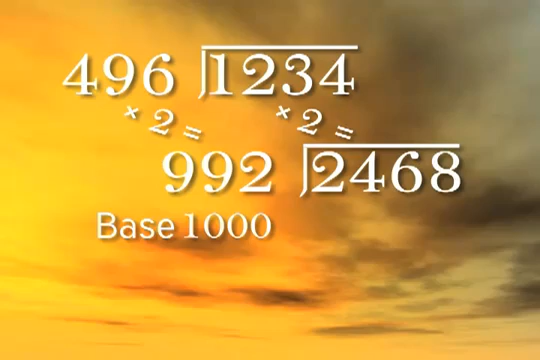 496 1234
× 2 = × 2 =
992 2468
Base 1000